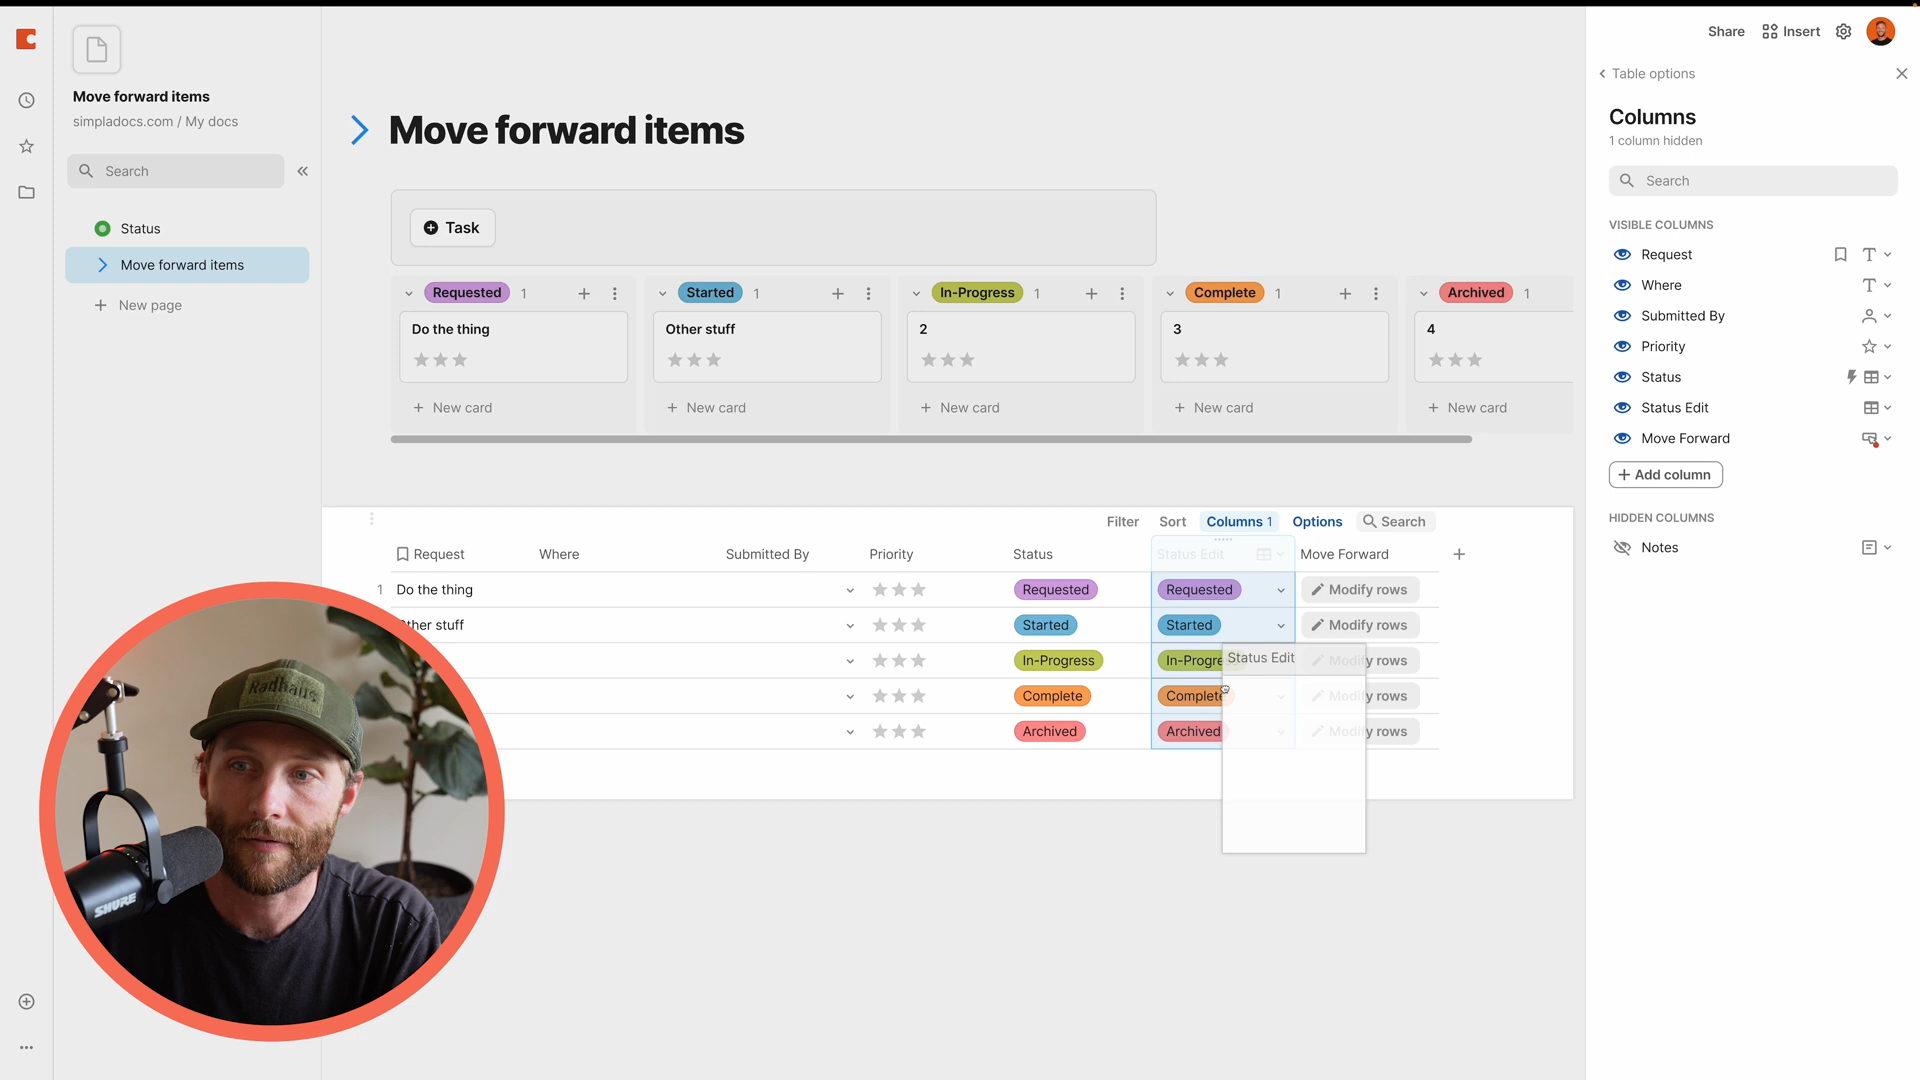 Share
Insert
Table options
Move forward items
simpladocs.com / My docs
Search
Status
Move forward items
New page
Move forward items
Task
Requested 1
Started 1
In-Progress 1
Complete 1
Archived 1
Do the thing
Other stuff
2
3
4
New card
New card
New card
New card
New card
Filter
Sort
Columns 1
Options
Search
Request
Where
Submitted By
Priority
Status
Status Edit
Move Forward
1 Do the thing
Requested
Requested
Modify rows
ther stuff
Started
Started
Modify rows
In-Progress
In-Progre
Status Edit
y rows
Complete
Complete
Modify rows
Archived
Archived
Modify rows
Radhaus
SHURE
Columns
1 column hidden
Search
VISIBLE COLUMNS
Request
Where
Submitted By
Priority
Status
Status Edit
Move Forward
Add column
HIDDEN COLUMNS
Notes